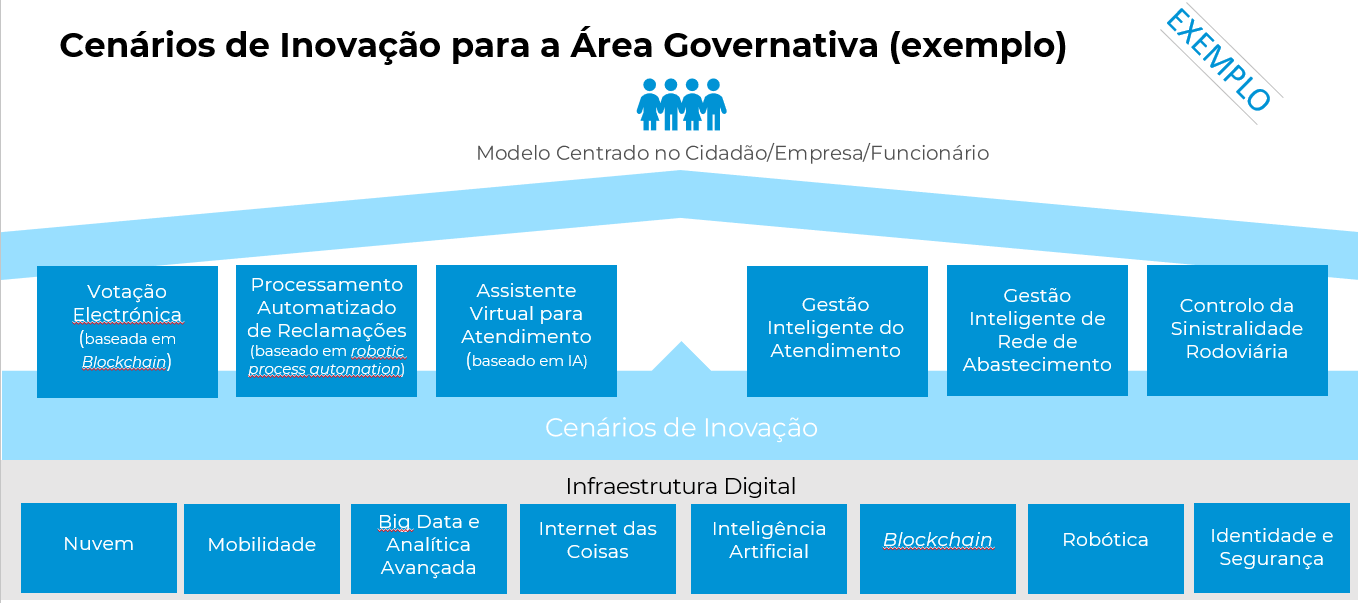 Cenários de Inovação para a Área Governativa (exemplo)
EXEMPLO
Modelo Centrado no Cidadão/Empresa/Funcionário
Votação
Electrónica
(baseada em
Blockchain)
Processamento
Automatizado
de Reclamações
(baseado em robotic
process automation)
Assistente
Virtual para
Atendimento
(baseado em IA)
Gestão
Inteligente do
Atendimento
Gestão
Inteligente de
Rede de
Abastecimento
Controlo da
Sinistralidade
Rodoviária
Cenários de Inovação
Infraestrutura Digital
Nuvem
Mobilidade
Big Data e
Analítica
Avançada
Internet das
Coisas
Inteligência
Artificial
Blockchain
Robótica
Identidade e
Segurança